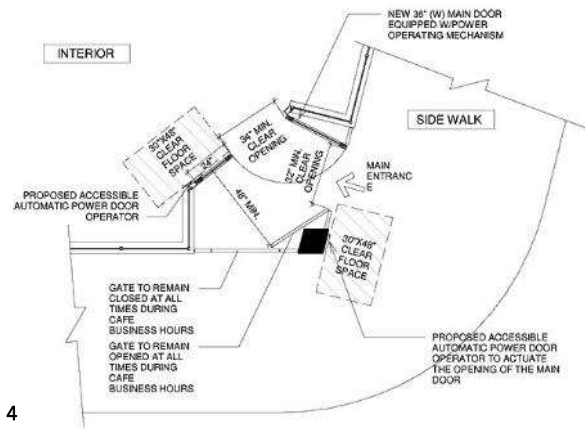 NEW 36" (W) MAIN DOOR
EQUIPPED W/POWER
OPERATING MECHANISM
INTERIOR
SIDE WALK
30"X48"
CLEAR
FLOOR
SPACE
34" MIN.
CLEAR
OPENING
32" MIN.
CLEAR
OPENING
24"
48" MIN.
MAIN
ENTRANC
E
PROPOSED ACCESSIBLE
AUTOMATIC POWER DOOR
OPERATOR
30"X48"
CLEAR
FLOOR
SPACE
GATE TO REMAIN
CLOSED AT ALL
TIMES DURING
CAFE
BUSINESS HOURS
GATE TO REMAIN
OPENED AT ALL
TIMES DURING
CAFE
BUSINESS HOURS
PROPOSED ACCESSIBLE
AUTOMATIC POWER DOOR
OPERATOR TO ACTUATE
THE OPENING OF THE MAIN
DOOR
4